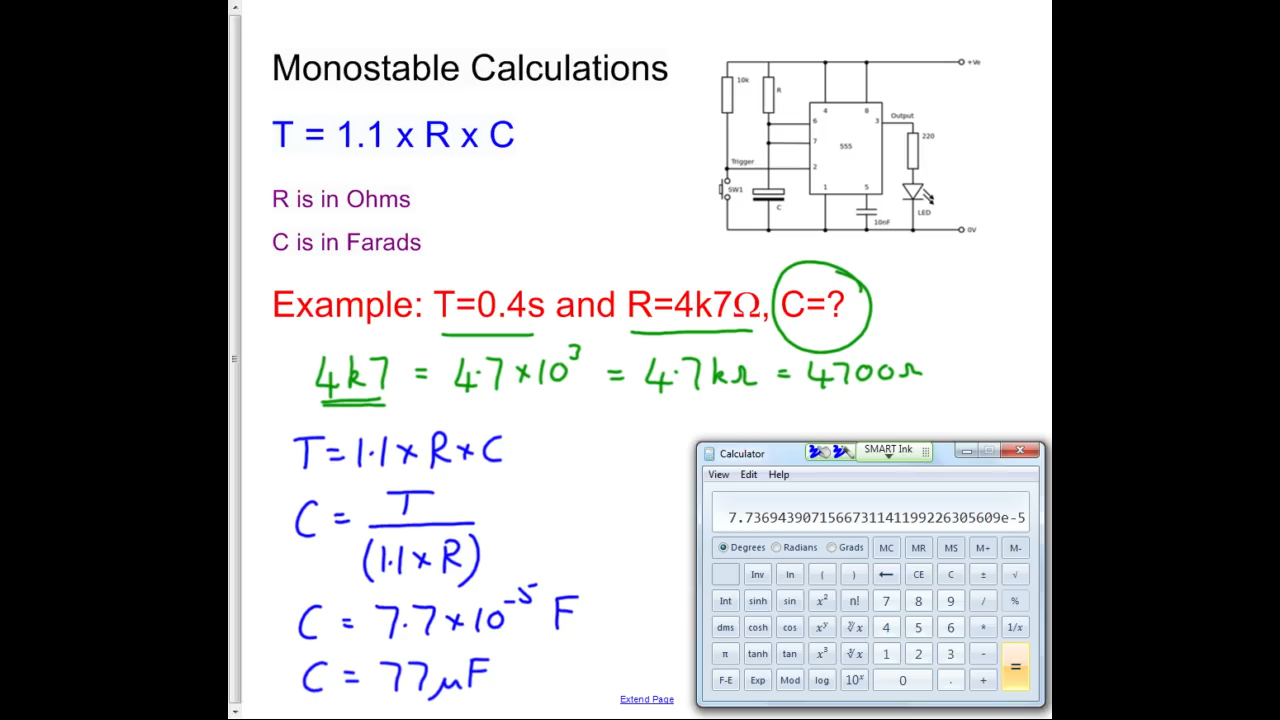 Monostable Calculations
T = 1.1 x R x C
R is in Ohms
C is in Farads
10k
R
+Ve
4
8
6
3
Output
7
555
220
Trigger
2
SW1
1
5
C
10nF
LED
0V
Example: T=0.4s and R=4k7Ω, C=?
4k7 = 4.7×10³ = 4.7kΩ = 4700Ω
T=1.1×R×C
C = T
(1.1×R)
C = 7.7×10⁻⁵ F
C = 77μF
Extend Page
Calculator
SMART Ink
View Edit Help
7.7369439071566731141199226305609e-5
Degrees Radians Grads MC MR MS M+ M-
Inv ln ( ) ← CE C ± √
Int sinh sin x² n! 7 8 9 / %
dms cosh cos xʸ ʸ√x 4 5 6 * 1/x
π tanh tan x³ ³√x 1 2 3 - =
F-E Exp Mod log 10ˣ 0 . +